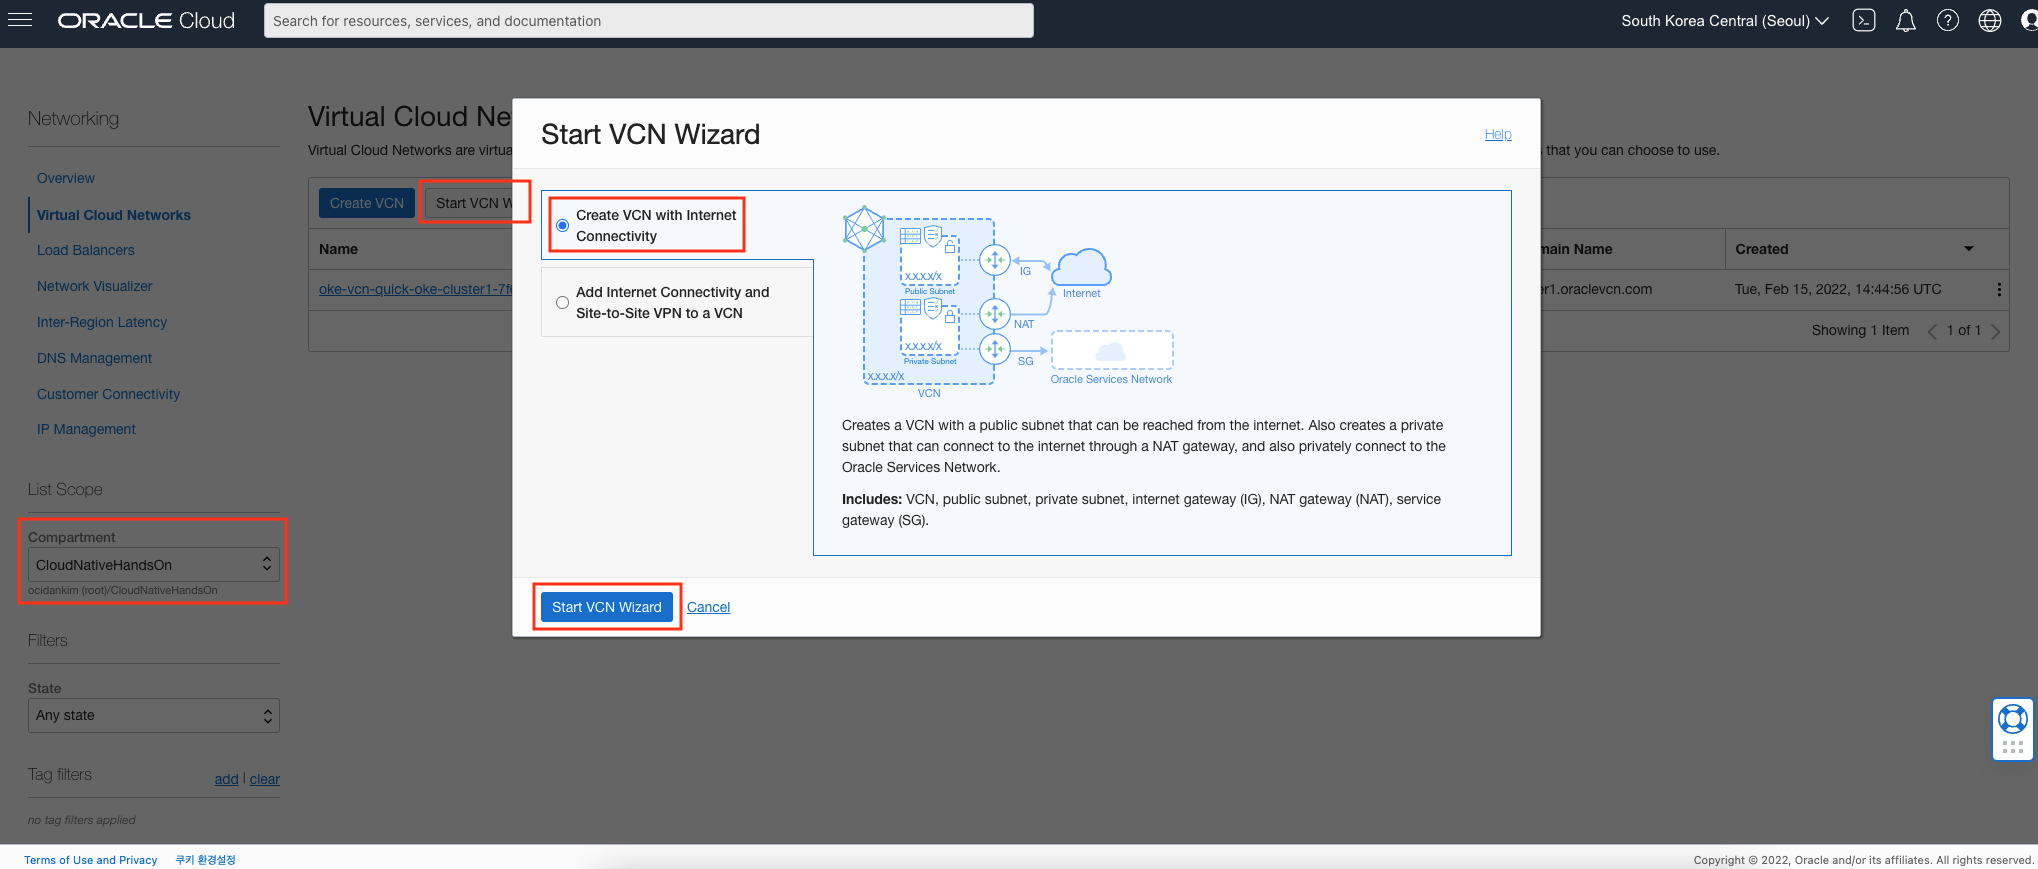 ORACLE Cloud
Search for resources, services, and documentation
South Korea Central (Seoul)
Networking
Overview
Virtual Cloud Networks
Load Balancers
Network Visualizer
Inter-Region Latency
DNS Management
Customer Connectivity
IP Management
List Scope
Compartment
CloudNativeHandsOn
ocidankim (root)/CloudNativeHandsOn
Filters
State
Any state
Tag filters
add | clear
no tag filters applied
Virtual Cloud Ne
Virtual Cloud Networks are virtua
that you can choose to use.
Create VCN
Start VCN W
Name
main Name
Created
oke-vcn-quick-oke-cluster1-7f
er1.oraclevcn.com
Tue, Feb 15, 2022, 14:44:56 UTC
Showing 1 Item
1 of 1
Start VCN Wizard
Help
Create VCN with Internet
Connectivity
Add Internet Connectivity and
Site-to-Site VPN to a VCN
X.X.X.X/X
Public Subnet
IG
Internet
NAT
X.X.X.X/X
Private Subnet
SG
X.X.X.X/X
Oracle Services Network
VCN
Creates a VCN with a public subnet that can be reached from the internet. Also creates a private
subnet that can connect to the internet through a NAT gateway, and also privately connect to the
Oracle Services Network.
Includes: VCN, public subnet, private subnet, internet gateway (IG), NAT gateway (NAT), service
gateway (SG).
Start VCN Wizard
Cancel
Terms of Use and Privacy
쿠키 환경설정
Copyright © 2022, Oracle and/or its affiliates. All rights reserved.